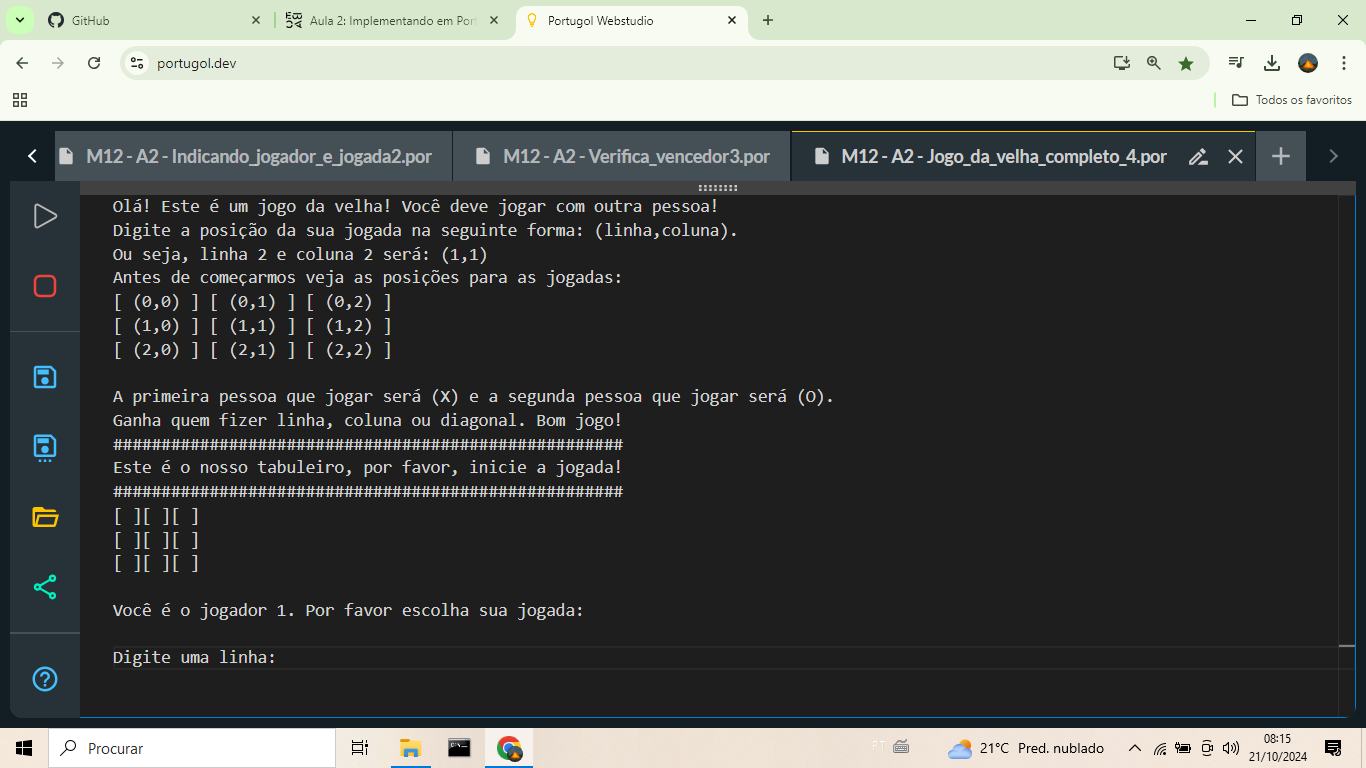 GitHub
Aula 2: Implementando em Port
Portugol Webstudio
portugol.dev
Todos os favoritos
M12 - A2 - Indicando_jogador_e_jogada2.por
M12 - A2 - Verifica_vencedor3.por
M12 - A2 - Jogo_da_velha_completo_4.por
Olá! Este é um jogo da velha! Você deve jogar com outra pessoa!
Digite a posição da sua jogada na seguinte forma: (linha,coluna).
Ou seja, linha 2 e coluna 2 será: (1,1)
Antes de começarmos veja as posições para as jogadas:
[ (0,0) ] [ (0,1) ] [ (0,2) ]
[ (1,0) ] [ (1,1) ] [ (1,2) ]
[ (2,0) ] [ (2,1) ] [ (2,2) ]
A primeira pessoa que jogar será (X) e a segunda pessoa que jogar será (O).
Ganha quem fizer linha, coluna ou diagonal. Bom jogo!
#####################################################
Este é o nosso tabuleiro, por favor, inicie a jogada!
#####################################################
[ ][ ][ ]
[ ][ ][ ]
[ ][ ][ ]
Você é o jogador 1. Por favor escolha sua jogada:
Digite uma linha:
Procurar
PT
21°C Pred. nublado
08:15
21/10/2024